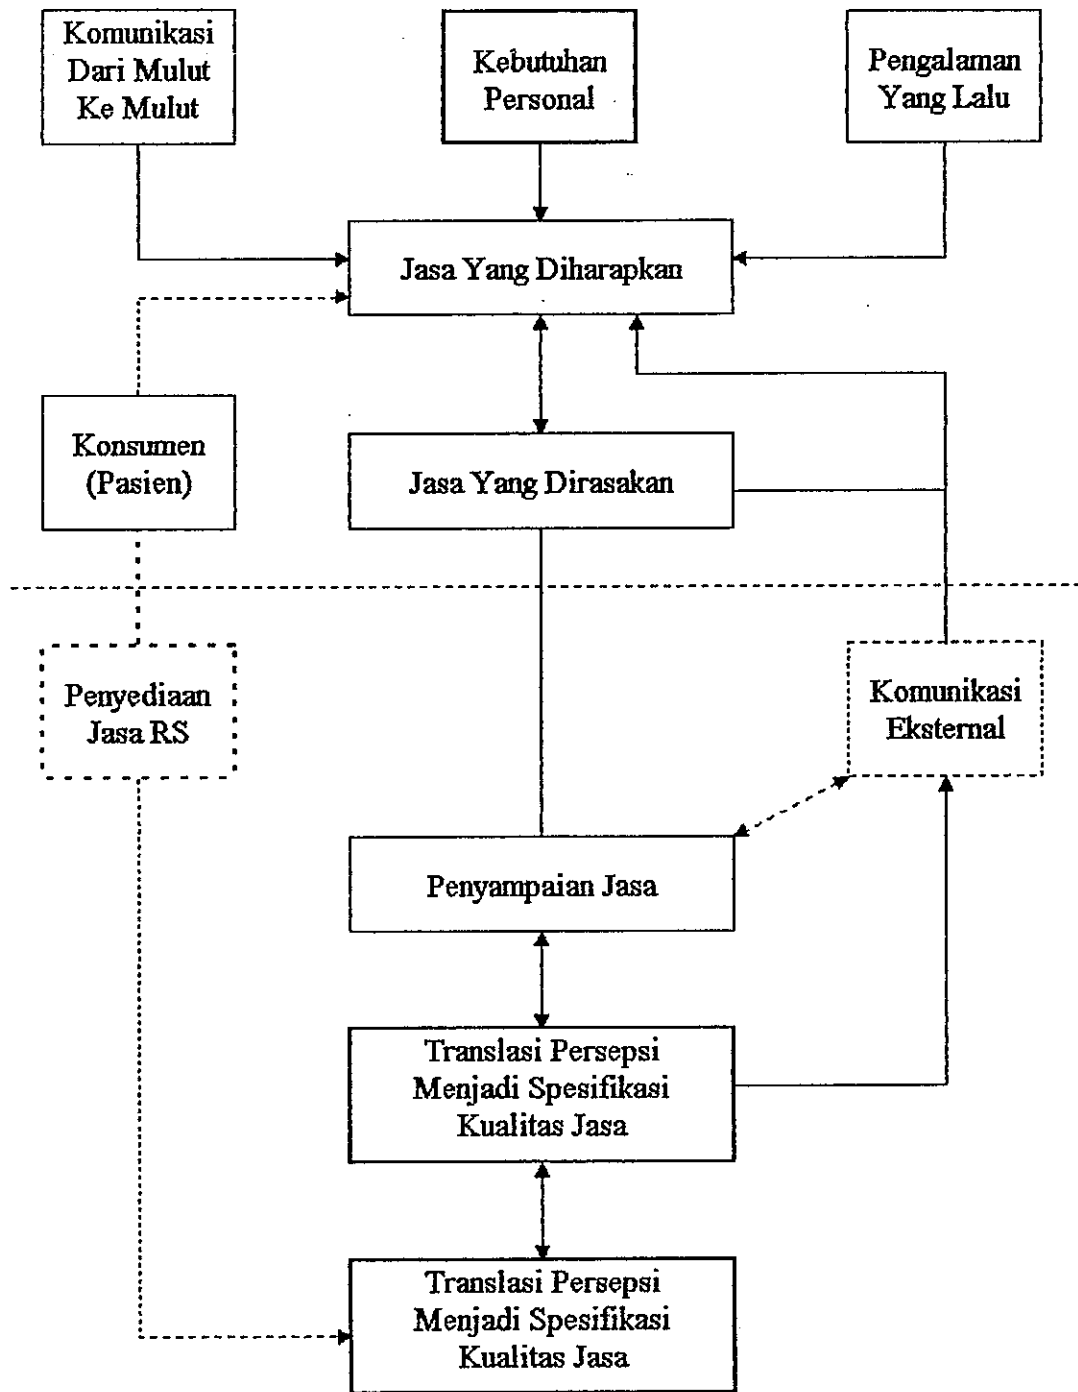 Komunikasi
Dari Mulut
Ke Mulut
Kebutuhan
Personal
Pengalaman
Yang Lalu
Jasa Yang Diharapkan
Konsumen
(Pasien)
Jasa Yang Dirasakan
Penyediaan
Jasa RS
Komunikasi
Eksternal
Penyampaian Jasa
Translasi Persepsi
Menjadi Spesifikasi
Kualitas Jasa
Translasi Persepsi
Menjadi Spesifikasi
Kualitas Jasa